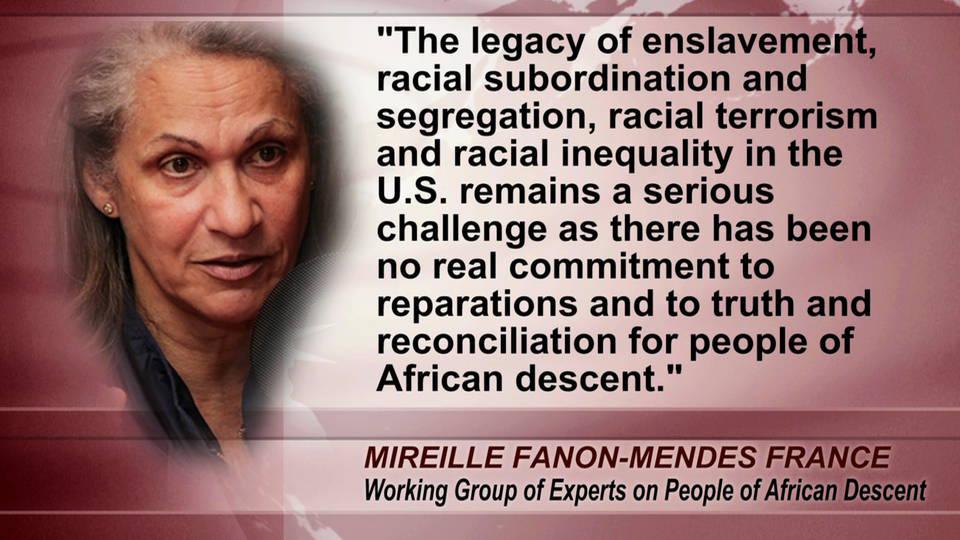 "The legacy of enslavement,
racial subordination and
segregation, racial terrorism
and racial inequality in the
U.S. remains a serious
challenge as there has been
no real commitment to
reparations and to truth and
reconciliation for people of
African descent."
MIREILLE FANON-MENDES FRANCE
Working Group of Experts on People of African Descent